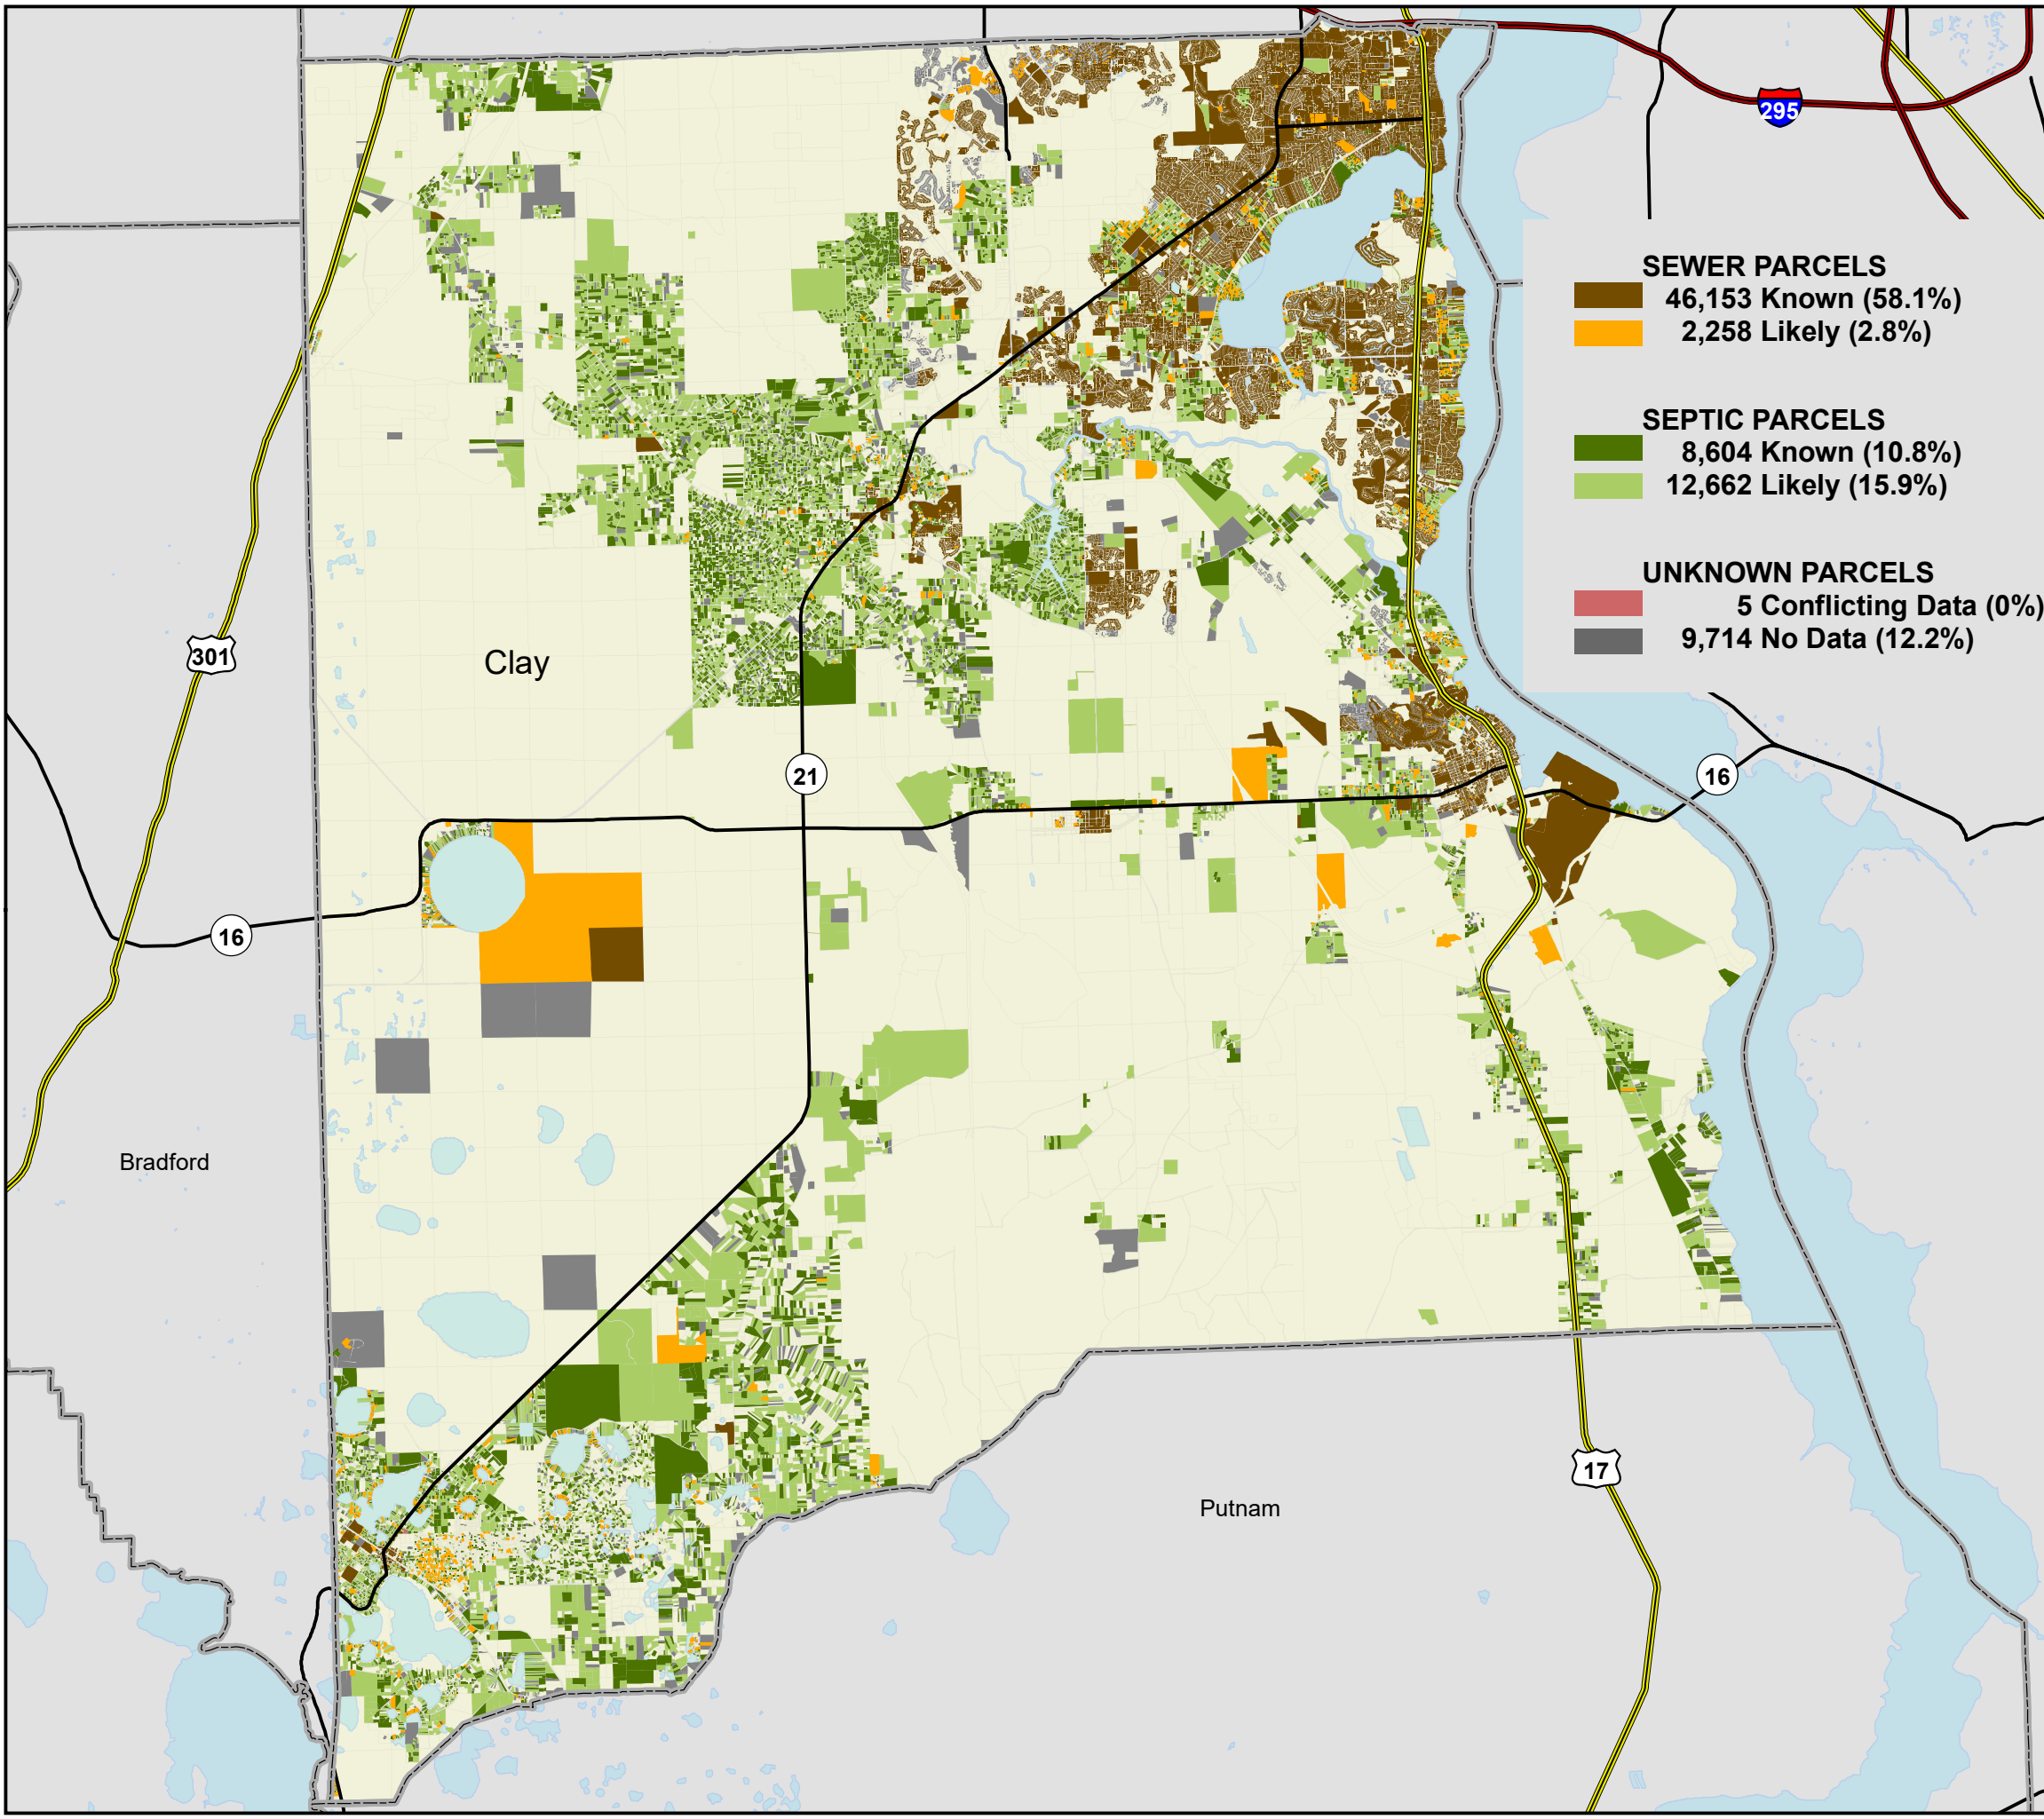 295
SEWER PARCELS
46,153 Known (58.1%)
2,258 Likely (2.8%)
SEPTIC PARCELS
8,604 Known (10.8%)
12,662 Likely (15.9%)
UNKNOWN PARCELS
5 Conflicting Data (0%)
9,714 No Data (12.2%)
301
Clay
21
16
16
Bradford
17
Putnam